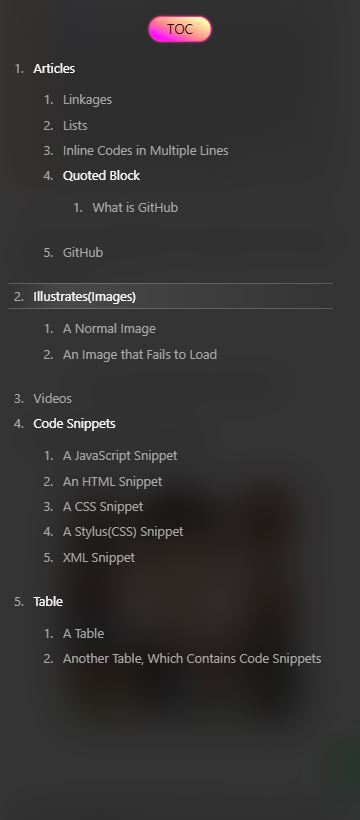 TOC
1. Articles
1. Linkages
2. Lists
3. Inline Codes in Multiple Lines
4. Quoted Block
1. What is GitHub
5. GitHub
2. Illustrates(Images)
1. A Normal Image
2. An Image that Fails to Load
3. Videos
4. Code Snippets
1. A JavaScript Snippet
2. An HTML Snippet
3. A CSS Snippet
4. A Stylus(CSS) Snippet
5. XML Snippet
5. Table
1. A Table
2. Another Table, Which Contains Code Snippets